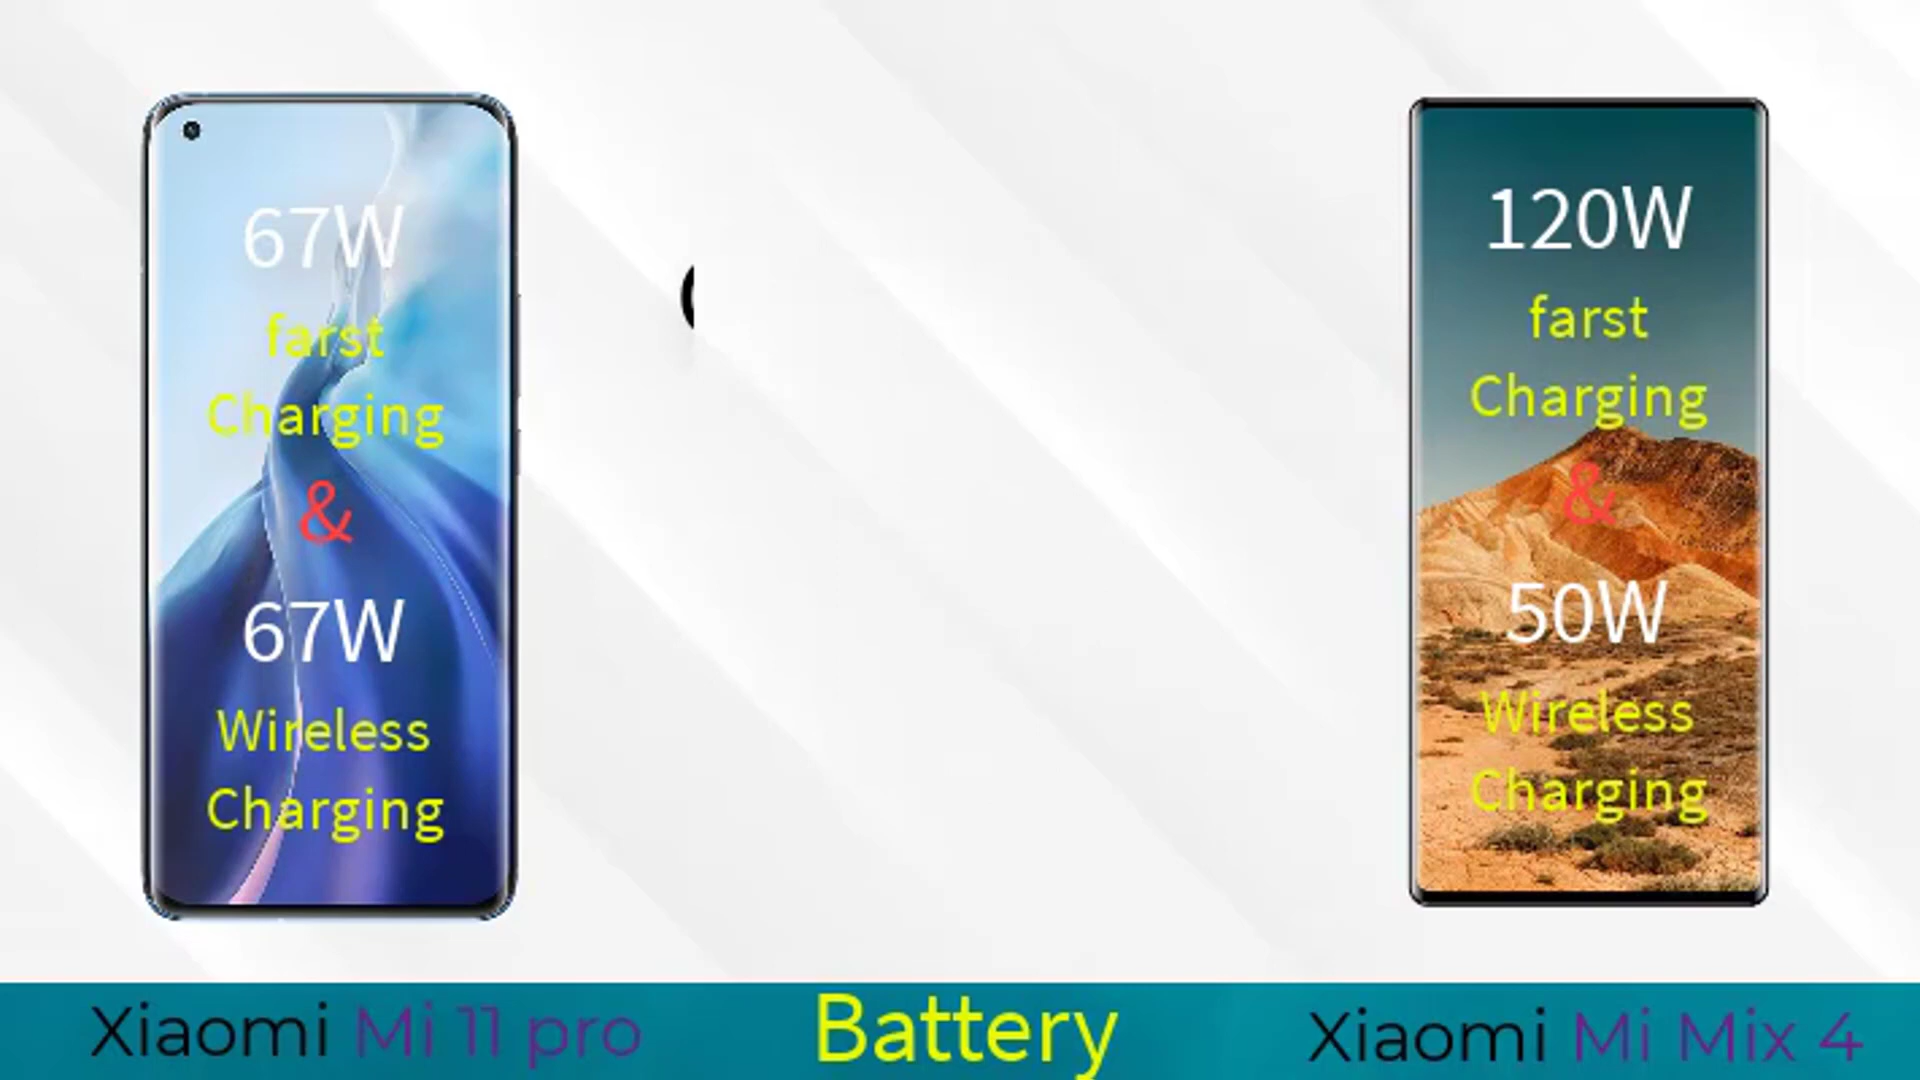 67W
farst
Charging
&
67W
Wireless
Charging
120W
farst
Charging
&
50W
Wireless
Charging
Xiaomi Mi 11 pro
Battery
Xiaomi Mi Mix 4